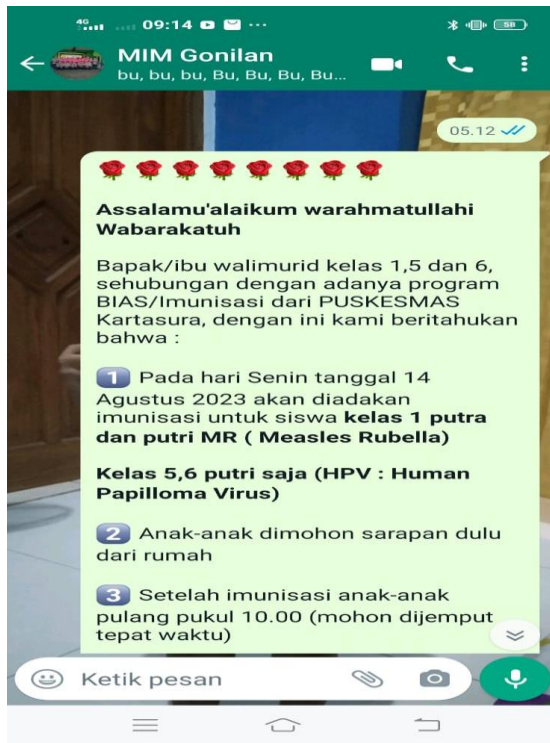 4G 09:14 58
MIM Gonilan
bu, bu, bu, Bu, Bu, Bu, Bu...
05.12
Assalamu'alaikum warahmatullahi
Wabarakatuh
Bapak/ibu walimurid kelas 1,5 dan 6,
sehubungan dengan adanya program
BIAS/Imunisasi dari PUSKESMAS
Kartasura, dengan ini kami beritahukan
bahwa :
1 Pada hari Senin tanggal 14
Agustus 2023 akan diadakan
imunisasi untuk siswa kelas 1 putra
dan putri MR ( Measles Rubella)
Kelas 5,6 putri saja (HPV : Human
Papilloma Virus)
2 Anak-anak dimohon sarapan dulu
dari rumah
3 Setelah imunisasi anak-anak
pulang pukul 10.00 (mohon dijemput
tepat waktu)
Ketik pesan